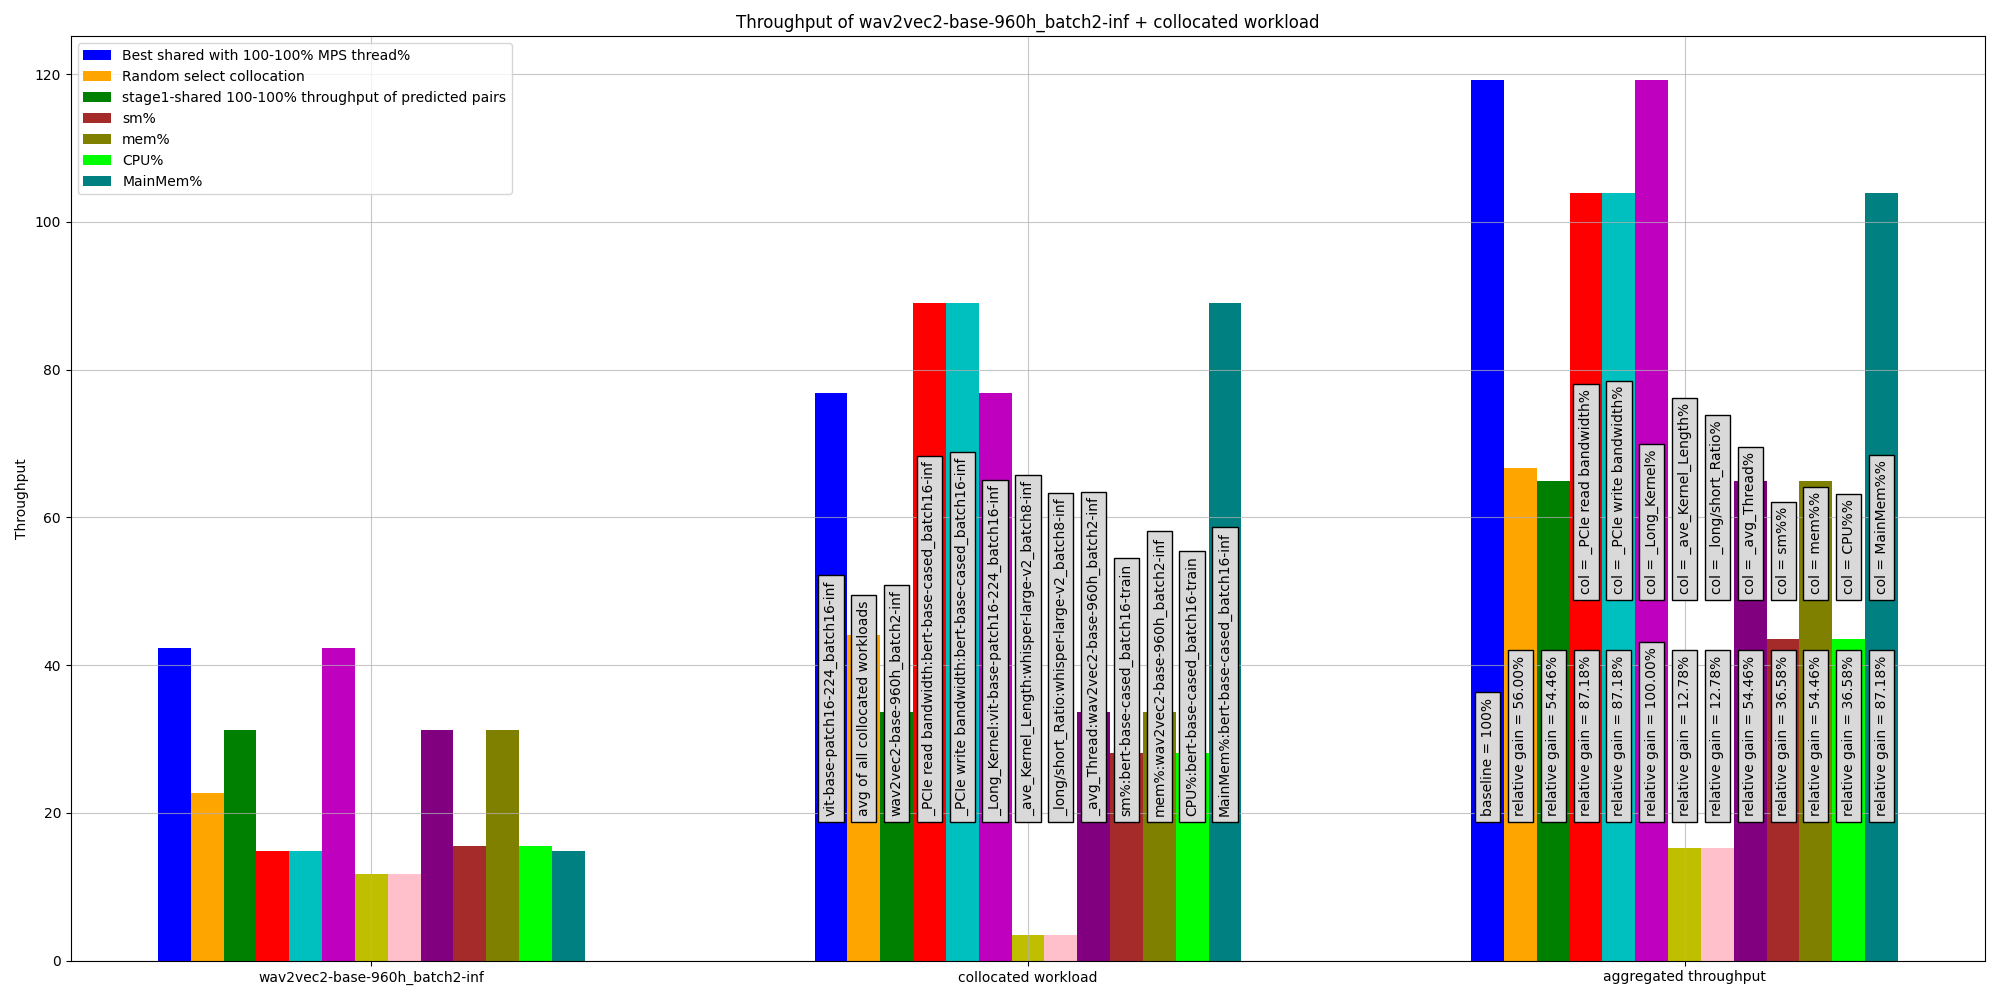 Throughput of wav2vec2-base-960h_batch2-inf + collocated workload
Best shared with 100-100% MPS thread%
Random select collocation
stage1-shared 100-100% throughput of predicted pairs
sm%
mem%
CPU%
MainMem%
Throughput
120
100
80
60
40
20
0
vit-base-patch16-224_batch16-inf
avg of all collocated workloads
wav2vec2-base-960h_batch2-inf
_PCIe read bandwidth:bert-base-cased_batch16-inf
_PCIe write bandwidth:bert-base-cased_batch16-inf
_Long_Kernel:vit-base-patch16-224_batch16-inf
_ave_Kernel_Length:whisper-large-v2_batch8-inf
_long/short_Ratio:whisper-large-v2_batch8-inf
_avg_Thread:wav2vec2-base-960h_batch2-inf
sm%:bert-base-cased_batch16-train
mem%:wav2vec2-base-960h_batch2-inf
CPU%:bert-base-cased_batch16-train
MainMem%:bert-base-cased_batch16-inf
col = _PCIe read bandwidth%
col = _PCIe write bandwidth%
col = _Long_Kernel%
col = _ave_Kernel_Length%
col = _long/short_Ratio%
col = _avg_Thread%
col = sm%%
col = mem%%
col = CPU%%
col = MainMem%%
baseline = 100%
relative gain = 56.00%
relative gain = 54.46%
relative gain = 87.18%
relative gain = 87.18%
relative gain = 100.00%
relative gain = 12.78%
relative gain = 12.78%
relative gain = 54.46%
relative gain = 36.58%
relative gain = 54.46%
relative gain = 36.58%
relative gain = 87.18%
wav2vec2-base-960h_batch2-inf
collocated workload
aggregated throughput